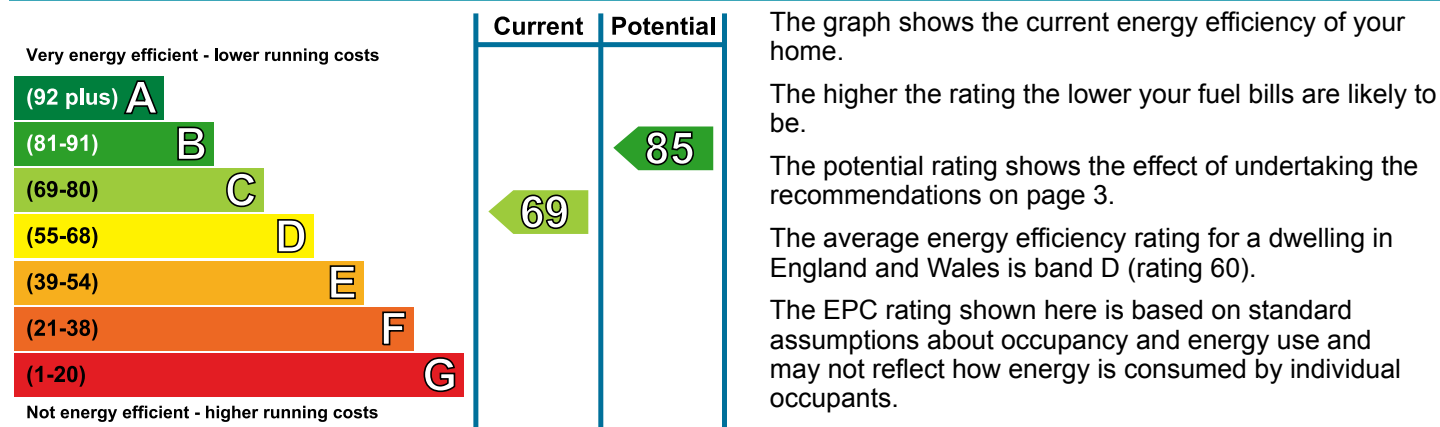 Current Potential
Very energy efficient - lower running costs
(92 plus) A
(81-91) B
85
(69-80) C
69
(55-68) D
(39-54) E
(21-38) F
(1-20) G
Not energy efficient - higher running costs
The graph shows the current energy efficiency of your
home.
The higher the rating the lower your fuel bills are likely to
be.
The potential rating shows the effect of undertaking the
recommendations on page 3.
The average energy efficiency rating for a dwelling in
England and Wales is band D (rating 60).
The EPC rating shown here is based on standard
assumptions about occupancy and energy use and
may not reflect how energy is consumed by individual
occupants.